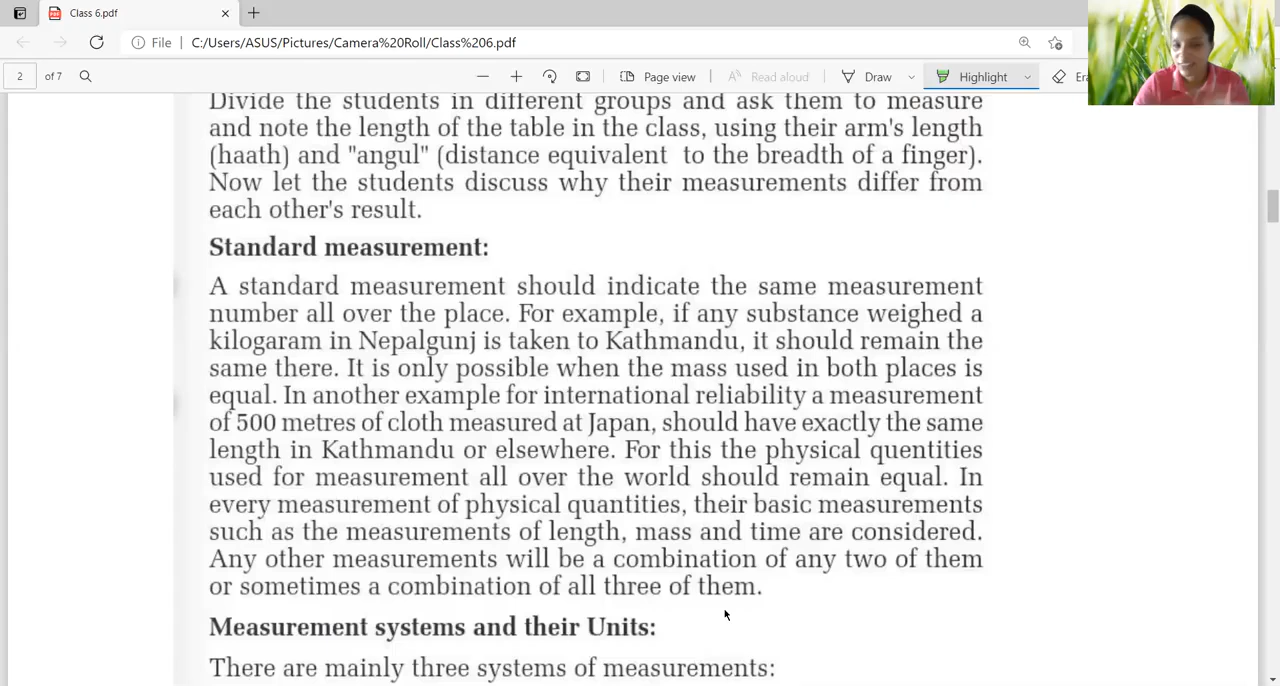 Class 6.pdf
File
C:/Users/ASUS/Pictures/Camera%20Roll/Class%206.pdf
2 of 7
Page view
Read aloud
Draw
Highlight
Divide the students in different groups and ask them to measure
and note the length of the table in the class, using their arm's length
(haath) and "angul" (distance equivalent to the breadth of a finger).
Now let the students discuss why their measurements differ from
each other's result.
Standard measurement:
A standard measurement should indicate the same measurement
number all over the place. For example, if any substance weighed a
kilogaram in Nepalgunj is taken to Kathmandu, it should remain the
same there. It is only possible when the mass used in both places is
equal. In another example for international reliability a measurement
of 500 metres of cloth measured at Japan, should have exactly the same
length in Kathmandu or elsewhere. For this the physical quentities
used for measurement all over the world should remain equal. In
every measurement of physical quantities, their basic measurements
such as the measurements of length, mass and time are considered.
Any other measurements will be a combination of any two of them
or sometimes a combination of all three of them.
Measurement systems and their Units:
There are mainly three systems of measurements: